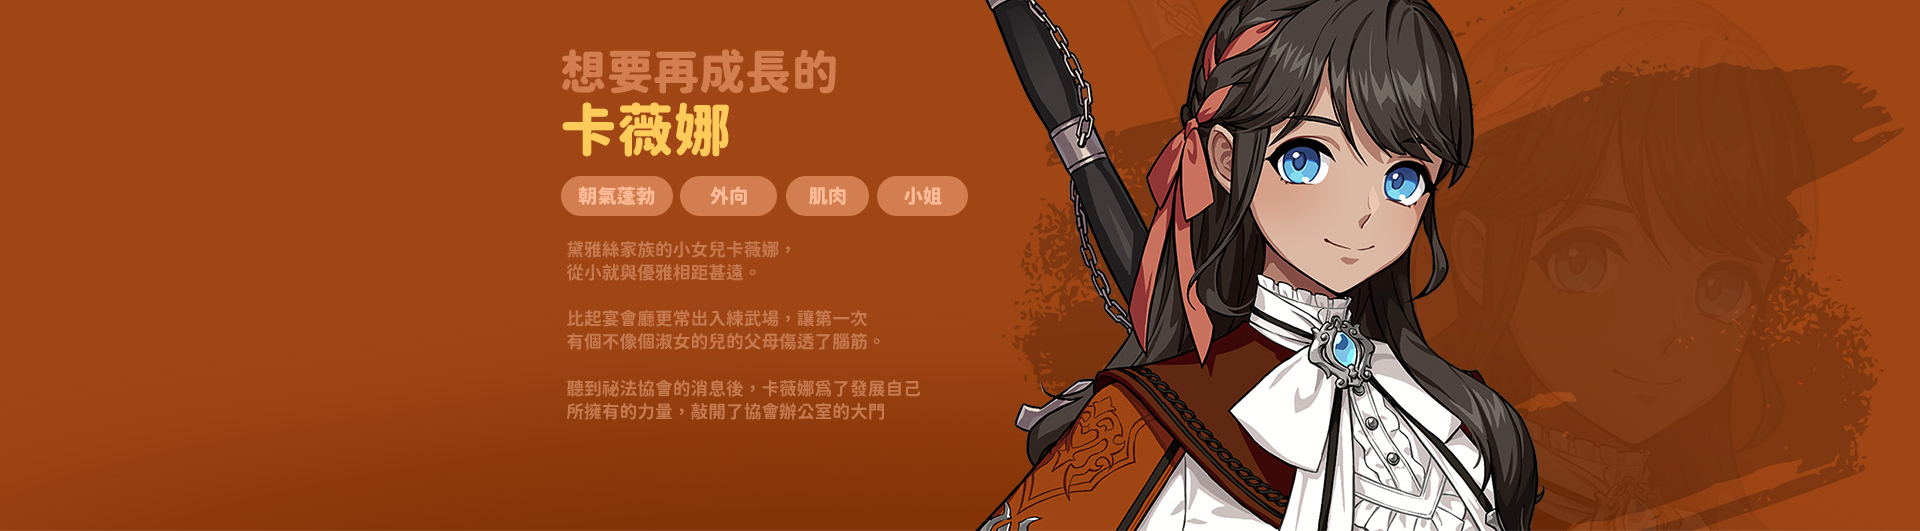 想要再成長的
卡薇娜
朝氣蓬勃 外向 肌肉 小姐
黛雅絲家族的小女兒卡薇娜，
從小就與優雅相距甚遠。
比起宴會廳更常出入練武場，讓第一次
有個不像個淑女的兒的父母傷透了腦筋。
聽到祕法協會的消息後，卡薇娜爲了發展自己
所擁有的力量，敲開了協會辦公室的大門